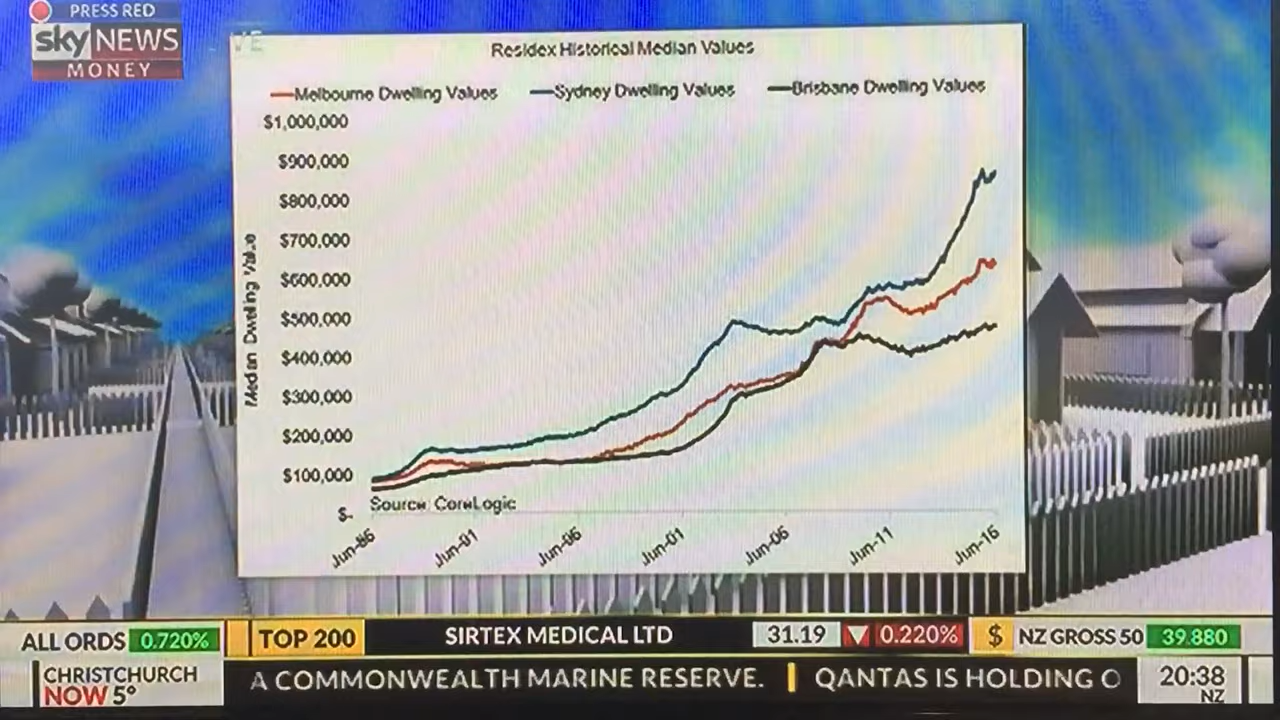 PRESS RED
sky NEWS
MONEY
VE
Residex Historical Median Values
Melbourne Dwelling Values
Sydney Dwelling Values
Brisbane Dwelling Values
$1,000,000
$900,000
$800,000
$700,000
$600,000
$500,000
$400,000
$300,000
$200,000
$100,000
$-
Median Dwelling Value
Source: CoreLogic
Jun-86
Jun-91
Jun-96
Jun-01
Jun-06
Jun-11
Jun-16
ALL ORDS 0.720%
TOP 200
SIRTEX MEDICAL LTD
31.19
0.220%
$
NZ GROSS 50
39.880
CHRISTCHURCH
NOW 5°
A COMMONWEALTH MARINE RESERVE.
QANTAS IS HOLDING
20:38
NZ